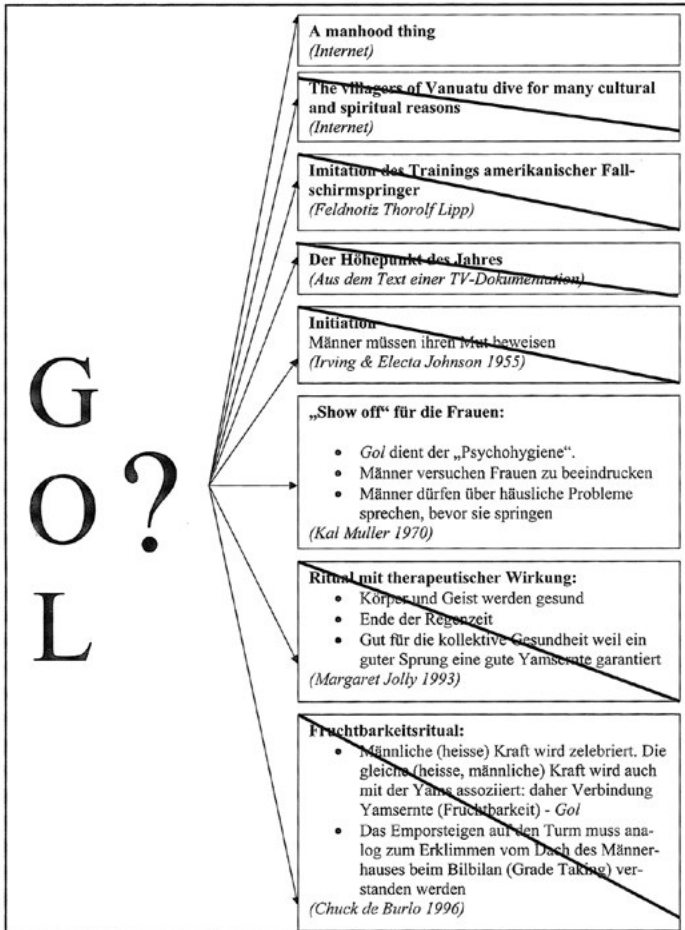 G
O ?
L
A manhood thing
(Internet)
The villagers of Vanuatu dive for many cultural
and spiritual reasons
(Internet)
Imitation des Trainings amerikanischer Fall-
schirmspringer
(Feldnotiz Thorolf Lipp)
Der Höhepunkt des Jahres
(Aus dem Text einer TV-Dokumentation)
Initiation
Männer müssen ihren Mut beweisen
(Irving & Electa Johnson 1955)
„Show off“ für die Frauen:
• Gol dient der „Psychohygiene“.
• Männer versuchen Frauen zu beeindrucken
• Männer dürfen über häusliche Probleme
sprechen, bevor sie springen
(Kal Muller 1970)
Ritual mit therapeutischer Wirkung:
• Körper und Geist werden gesund
• Ende der Regenzeit
• Gut für die kollektive Gesundheit weil ein
guter Sprung eine gute Yamsernte garantiert
(Margaret Jolly 1993)
Fruchtbarkeitsritual:
• Männliche (heisse) Kraft wird zelebriert. Die
gleiche (heisse, männliche) Kraft wird auch
mit der Yams assoziiert: daher Verbindung
Yamsernte (Fruchtbarkeit) - Gol
• Das Emporsteigen auf den Turm muss ana-
log zum Erklimmen vom Dach des Männer-
hauses beim Bilbilan (Grade Taking) ver-
standen werden
(Chuck de Burlo 1996)